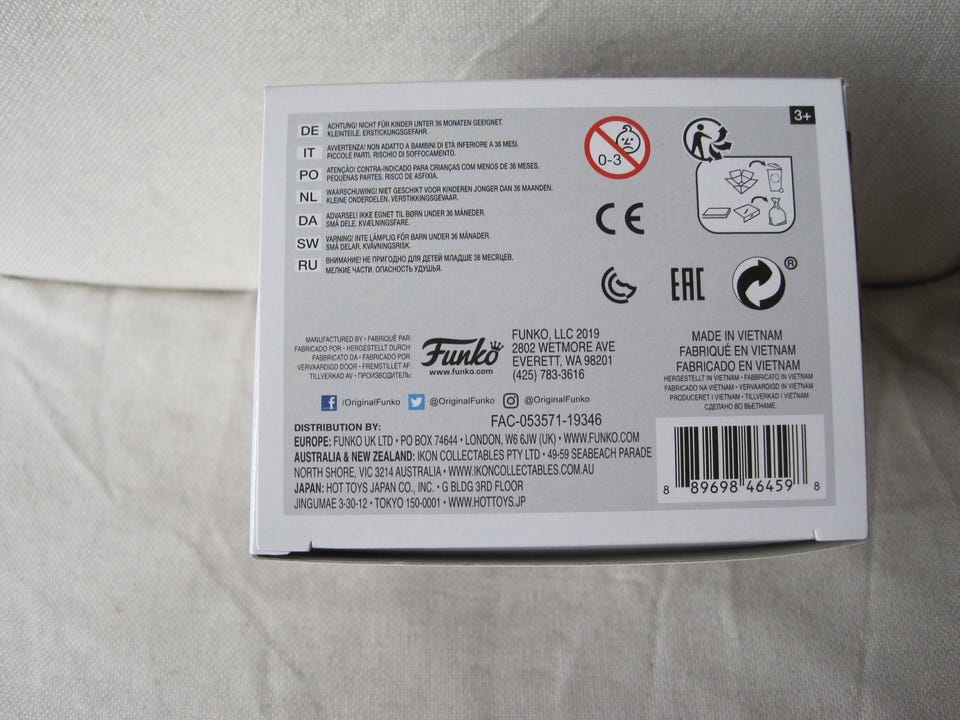 3+
DE ACHTUNG! NICHT FÜR KINDER UNTER 36 MONATEN GEEIGNET.
KLEINTEILE. ERSTICKUNGSGEFAHR.
IT AVVERTENZA! NON ADATTO A BAMBINI DI ETÀ INFERIORE A 36 MESI.
PICCOLE PARTI. RISCHIO DI SOFFOCAMENTO.
PO ATENÇÃO! CONTRA-INDICADO PARA CRIANÇAS COM MENOS DE 36 MESES.
PEQUENAS PARTES. RISCO DE ASFIXIA.
NL WAARSCHUWING! NIET GESCHIKT VOOR KINDEREN JONGER DAN 36 MAANDEN.
KLEINE ONDERDELEN. VERSTIKKINGSGEVAAR.
DA ADVARSEL! IKKE EGNET TIL BØRN UNDER 36 MÅNEDER.
SMÅ DELE. KVÆLNINGSFARE.
SW VARNING! INTE LÄMPLIG FÖR BARN UNDER 36 MÅNADER.
SMÅ DELAR. KVÄVNINGSRISK.
RU ВНИМАНИЕ! НЕ ПРИГОДНО ДЛЯ ДЕТЕЙ МЛАДШЕ 36 МЕСЯЦЕВ.
МЕЛКИЕ ЧАСТИ. ОПАСНОСТЬ УДУШЬЯ.
0-3
CE
EAC
®
MANUFACTURED BY • FABRIQUÉ PAR:
FABRICADO POR • HERGESTELLT DURCH:
FABBRICATO DA • FABRICADO POR:
VERVAARDIGD DOOR • FREMSTILLET AF:
TILLVERKAD AV • ПРОИЗВОДИТЕЛЬ:
Funko
www.funko.com
FUNKO, LLC 2019
2802 WETMORE AVE
EVERETT, WA 98201
(425) 783-3616
MADE IN VIETNAM
FABRIQUÉ EN VIETNAM
FABRICADO EN VIETNAM
HERGESTELLT IN VIETNAM • FABBRICATO IN VIETNAM
FABRICADO NA VIETNAM • VERVAARDIGD IN VIETNAM
PRODUCERET I VIETNAM • TILLVERKAD I VIETNAM
СДЕЛАНО ВО ВЬЕТНАМЕ
/OriginalFunko @OriginalFunko @OriginalFunko
FAC-053571-19346
DISTRIBUTION BY:
EUROPE: FUNKO UK LTD • PO BOX 74644 • LONDON, W6 6JW (UK) • WWW.FUNKO.COM
AUSTRALIA & NEW ZEALAND: IKON COLLECTABLES PTY LTD • 49-59 SEABEACH PARADE
NORTH SHORE, VIC 3214 AUSTRALIA • WWW.IKONCOLLECTABLES.COM.AU
JAPAN: HOT TOYS JAPAN CO., INC. • G BLDG 3RD FLOOR
JINGUMAE 3-30-12 • TOKYO 150-0001 • WWW.HOTTOYS.JP
8 89698 46459 8